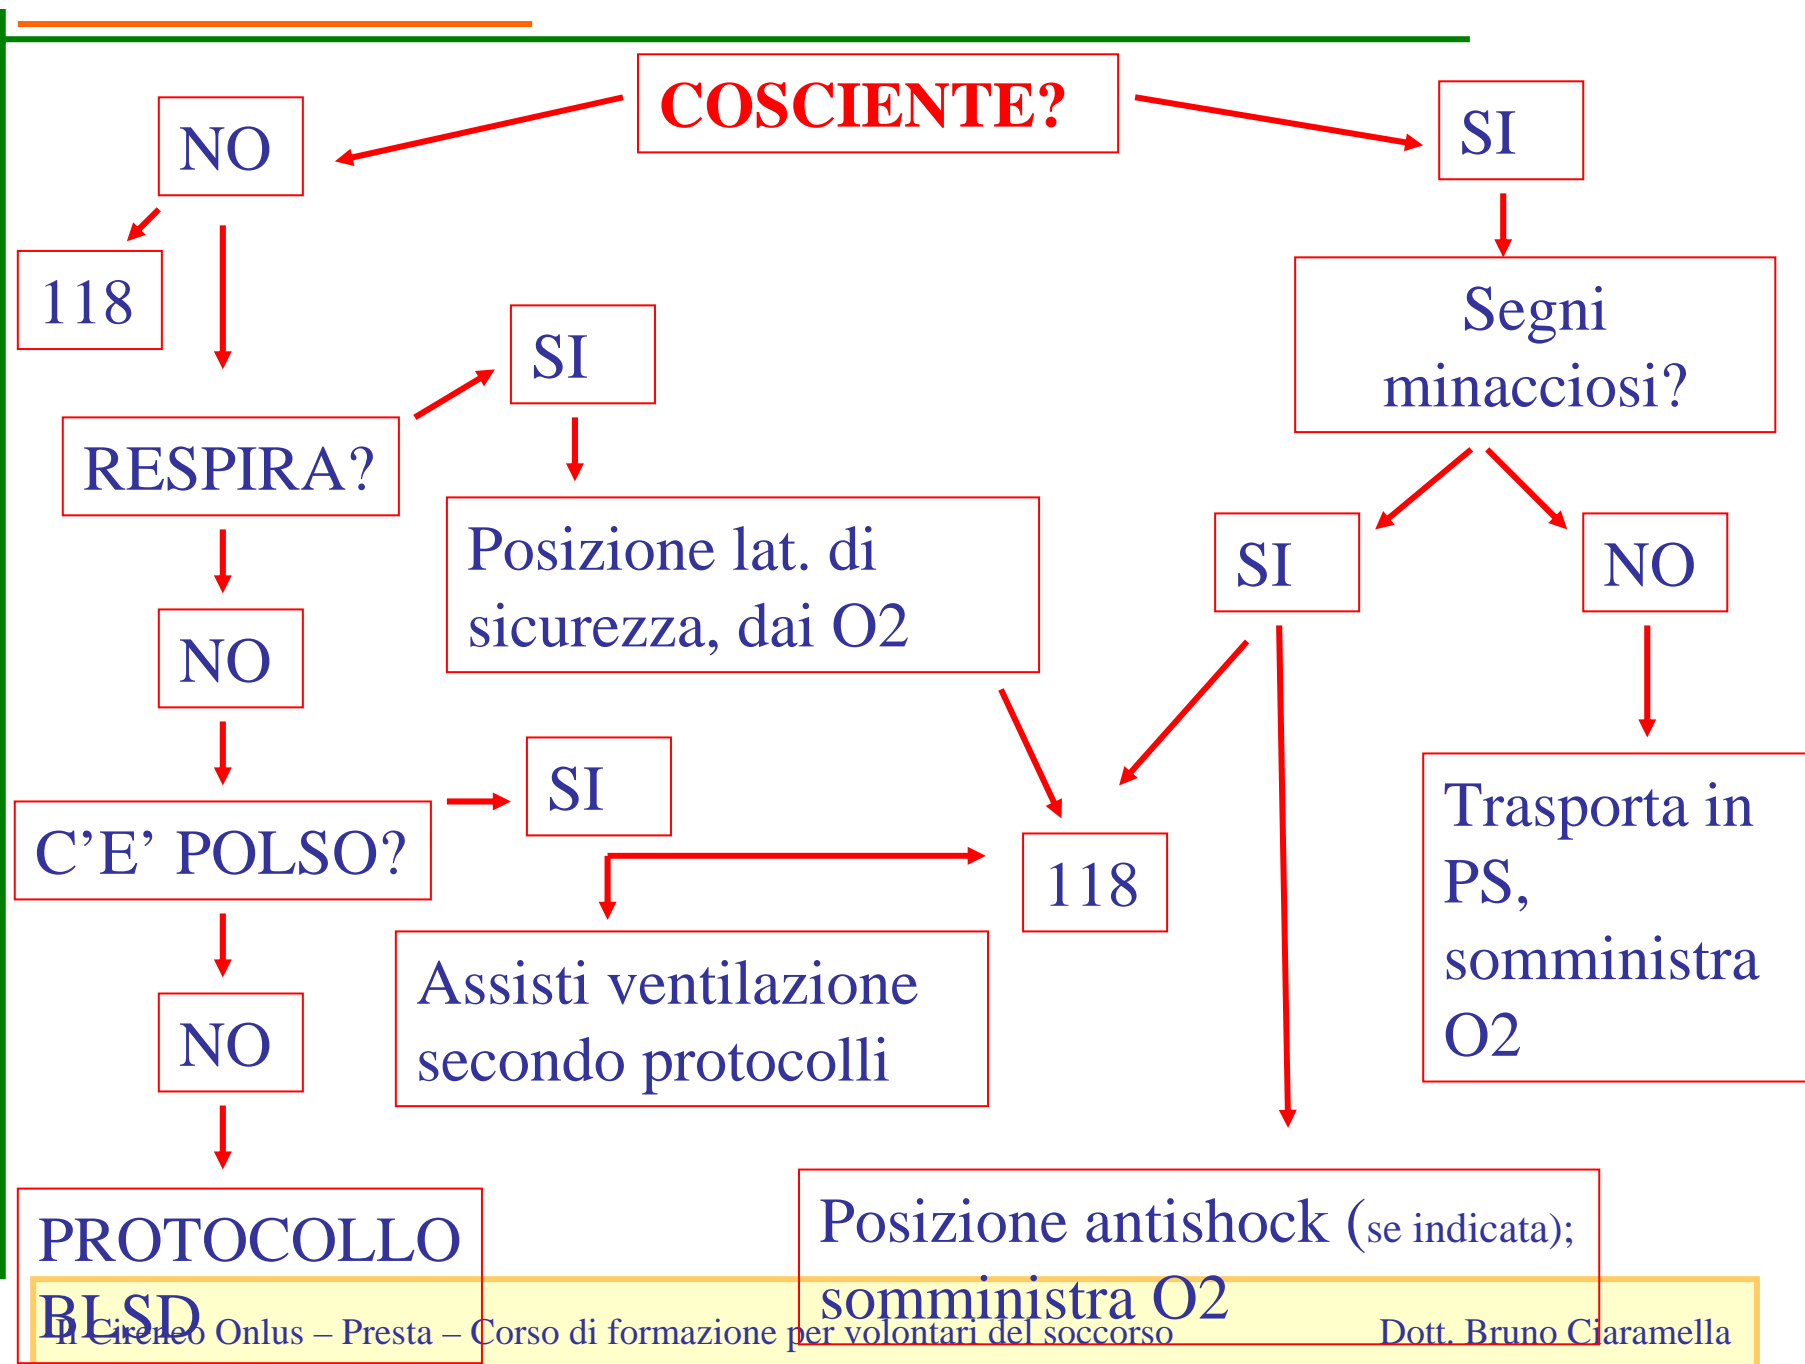 COSCIENTE?
NO
SI
118
Segni
minacciosi?
SI
RESPIRA?
Posizione lat. di
sicurezza, dai O2
SI
NO
NO
SI
C’E’ POLSO?
118
Trasporta in
PS,
somministra
O2
Assisti ventilazione
secondo protocolli
NO
PROTOCOLLO
BLSD
Posizione antishock (se indicata);
somministra O2
Il Cireneo Onlus – Presta – Corso di formazione per volontari del soccorso
Dott. Bruno Ciaramella